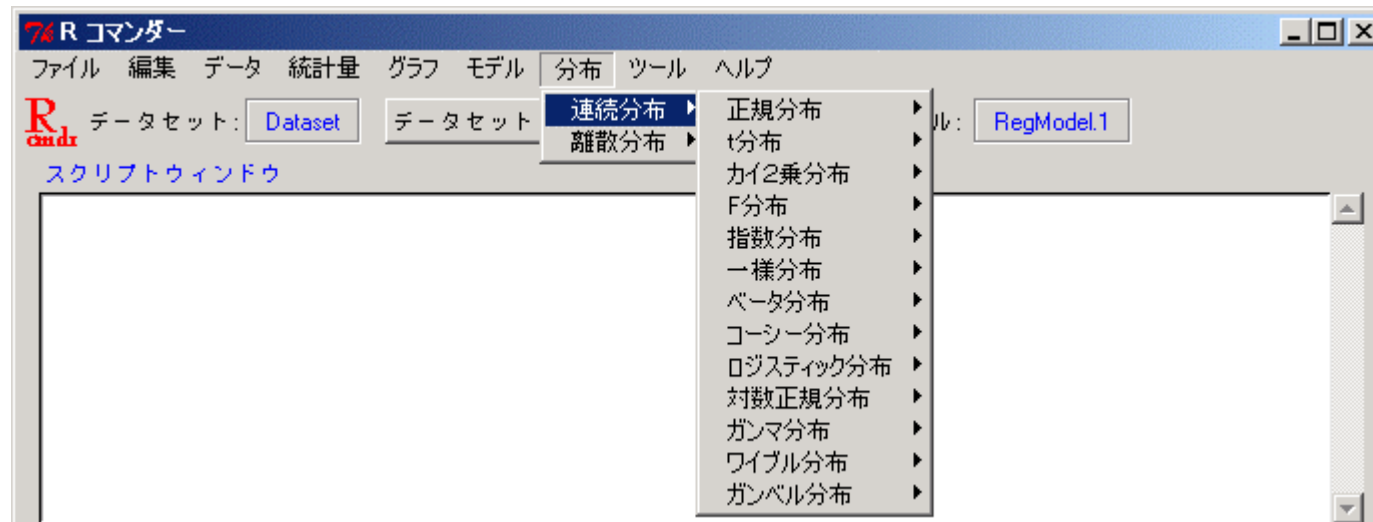 R コマンダー
ファイル 編集 データ 統計量 グラフ モデル 分布 ツール ヘルプ
R cmdr データセット: Dataset データセット ル: RegModel.1
連続分布
離散分布
正規分布
t分布
カイ2乗分布
F分布
指数分布
一様分布
ベータ分布
コーシー分布
ロジスティック分布
対数正規分布
ガンマ分布
ワイブル分布
ガンベル分布
スクリプトウィンドウ